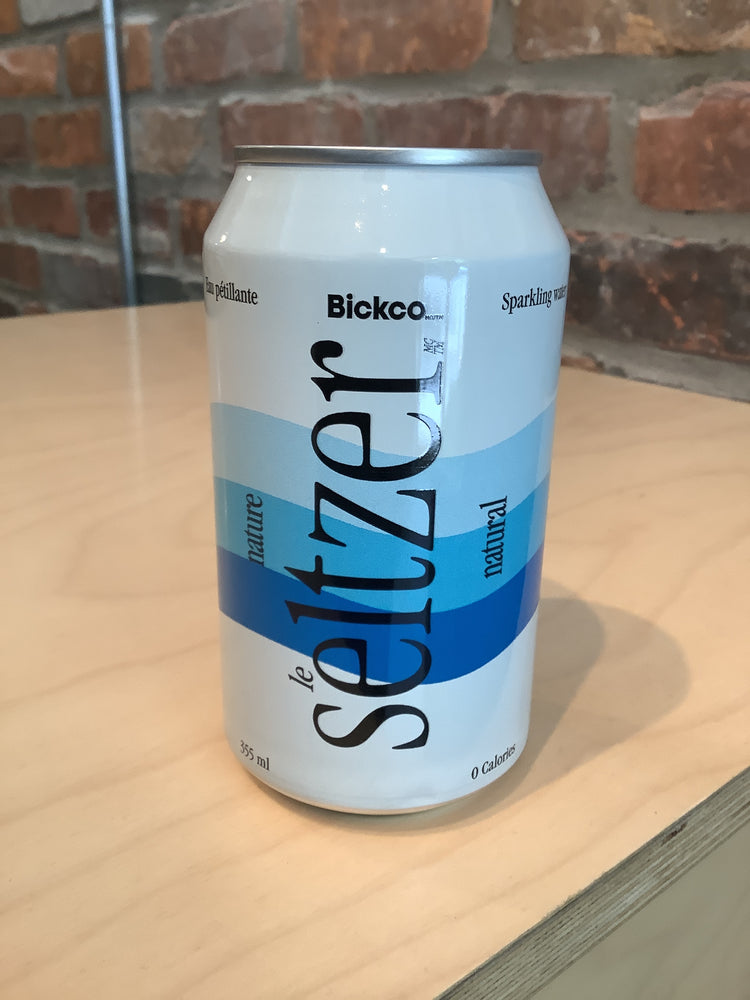 Eau pétillante
Bickco
Sparkling water
MC
TM
le
seltzer
nature
natural
355 ml
0 Calories